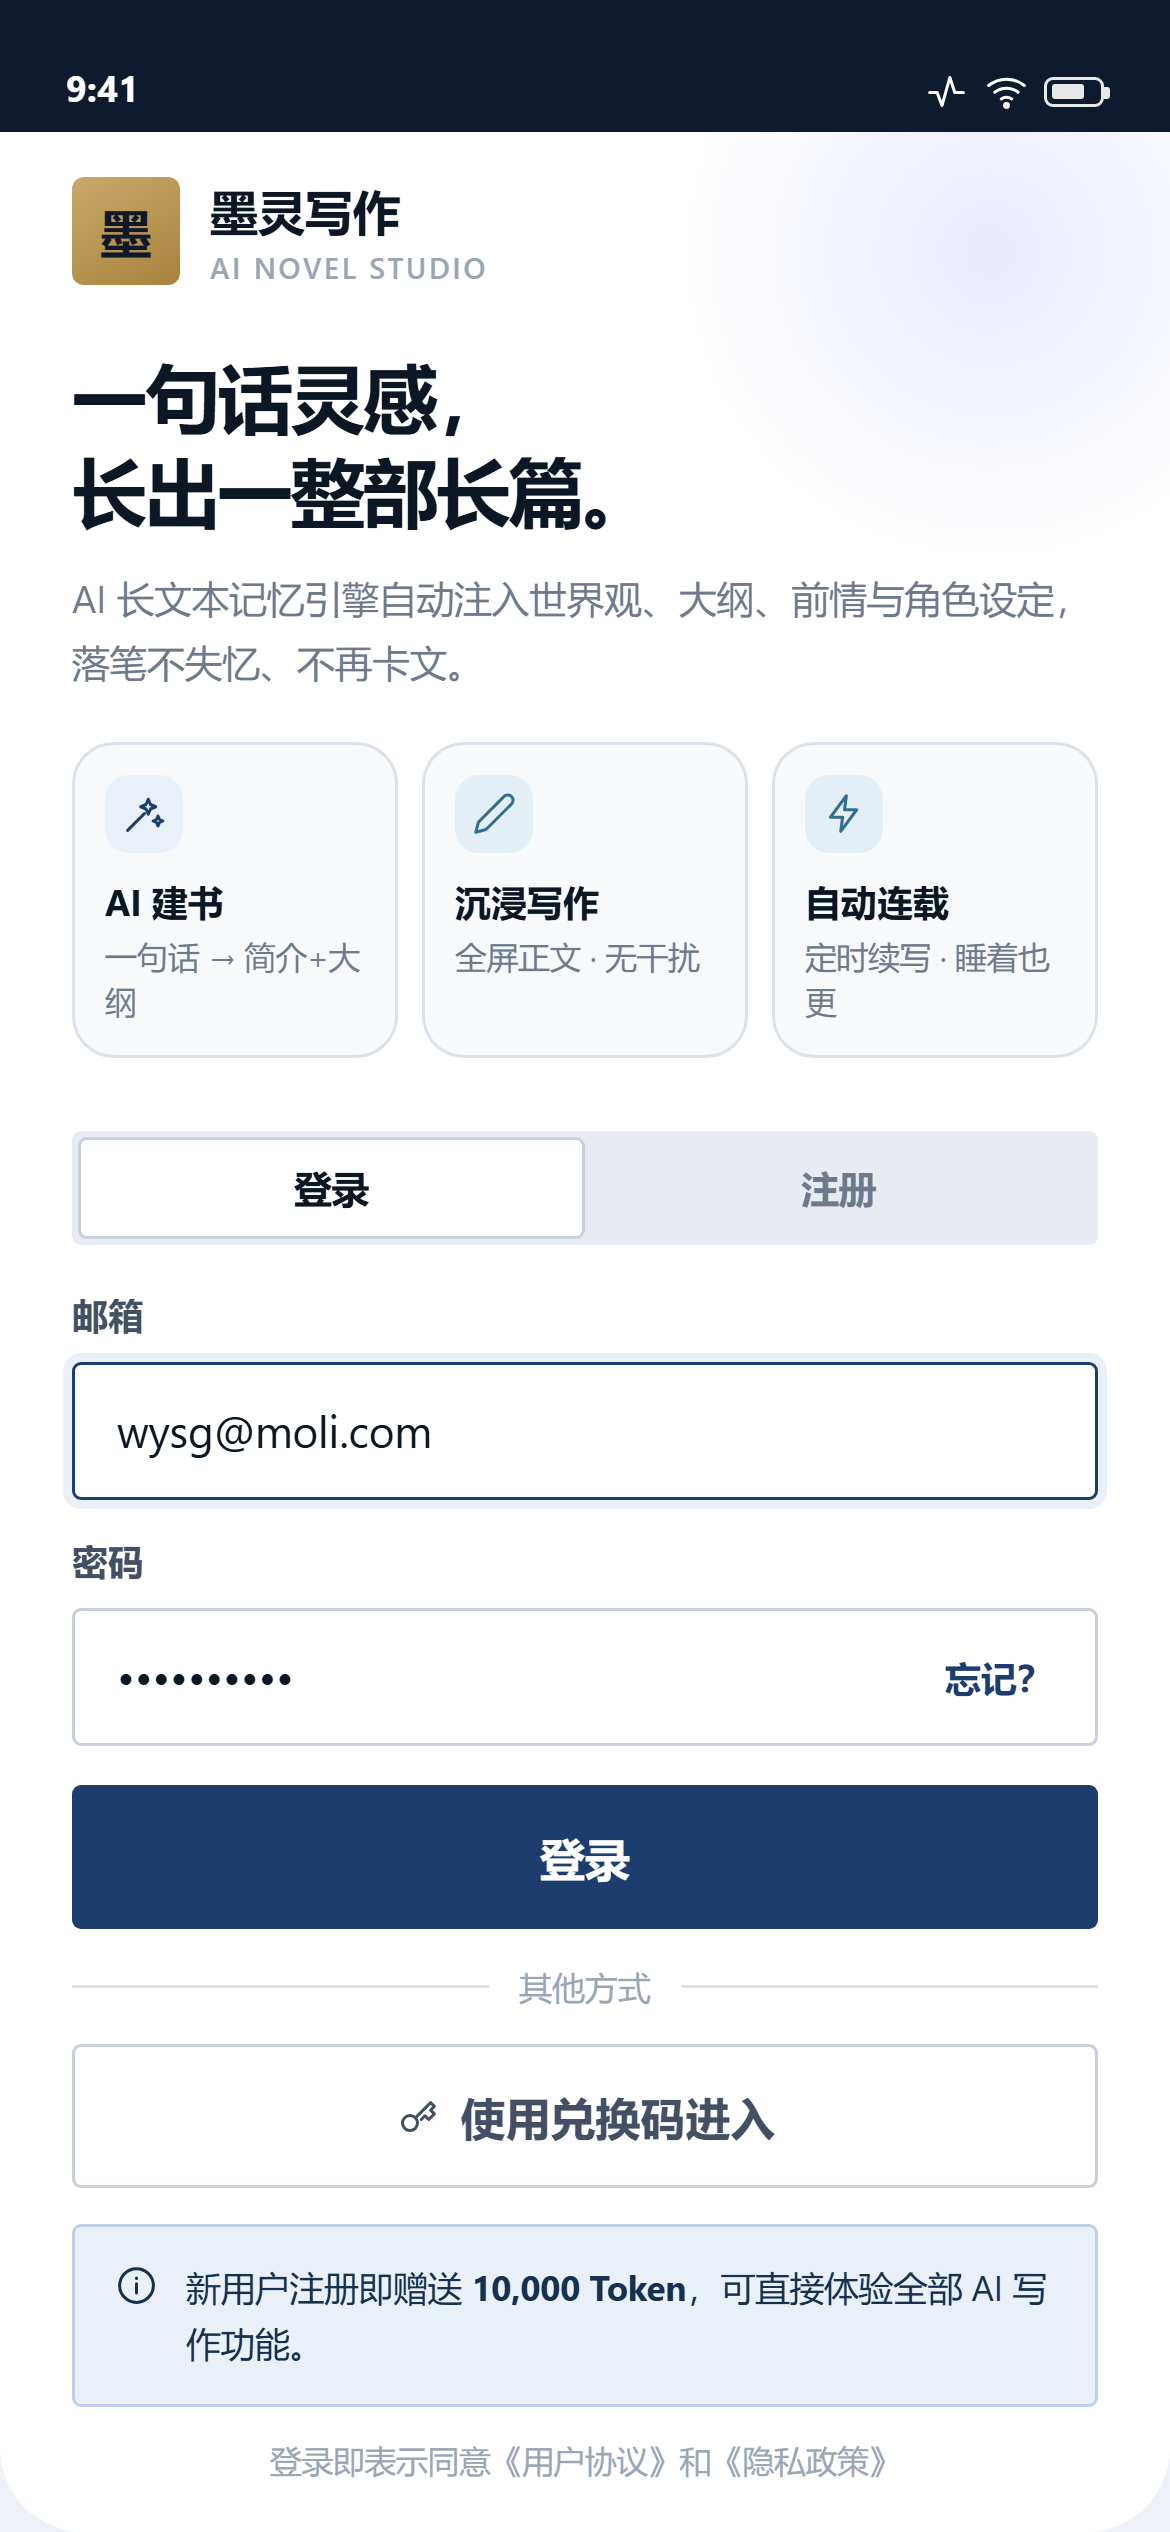 9:41
墨
墨灵写作
AI NOVEL STUDIO
一句话灵感，
长出一整部长篇。
AI 长文本记忆引擎自动注入世界观、大纲、前情与角色设定，
落笔不失忆、不再卡文。
AI 建书
一句话 → 简介+大
纲
沉浸写作
全屏正文 · 无干扰
自动连载
定时续写 · 睡着也
更
登录
注册
邮箱
wysg@moli.com
密码
••••••••••
忘记？
登录
其他方式
使用兑换码进入
新用户注册即赠送 10,000 Token，可直接体验全部 AI 写
作功能。
登录即表示同意《用户协议》和《隐私政策》